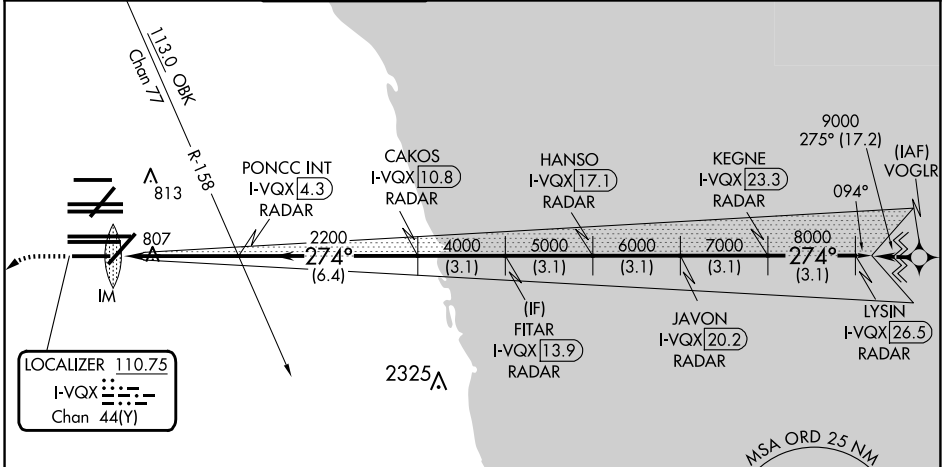 113.0 OBK
Chan 77
R-158
813
807
IM
PONCC INT
I-VQX 4.3
RADAR
CAKOS
I-VQX 10.8
RADAR
HANSO
I-VQX 17.1
RADAR
KEGNE
I-VQX 23.3
RADAR
9000
275° (17.2)
(IAF)
VOGLR
094°
2200
274°
(6.4)
4000
(3.1)
5000
(3.1)
6000
(3.1)
7000
(3.1)
8000
274°
(3.1)
(IF)
FITAR
I-VQX 13.9
RADAR
JAVON
I-VQX 20.2
RADAR
LYSIN
I-VQX 26.5
RADAR
2325
LOCALIZER 110.75
I-VQX
Chan 44(Y)
MSA ORD 25 NM